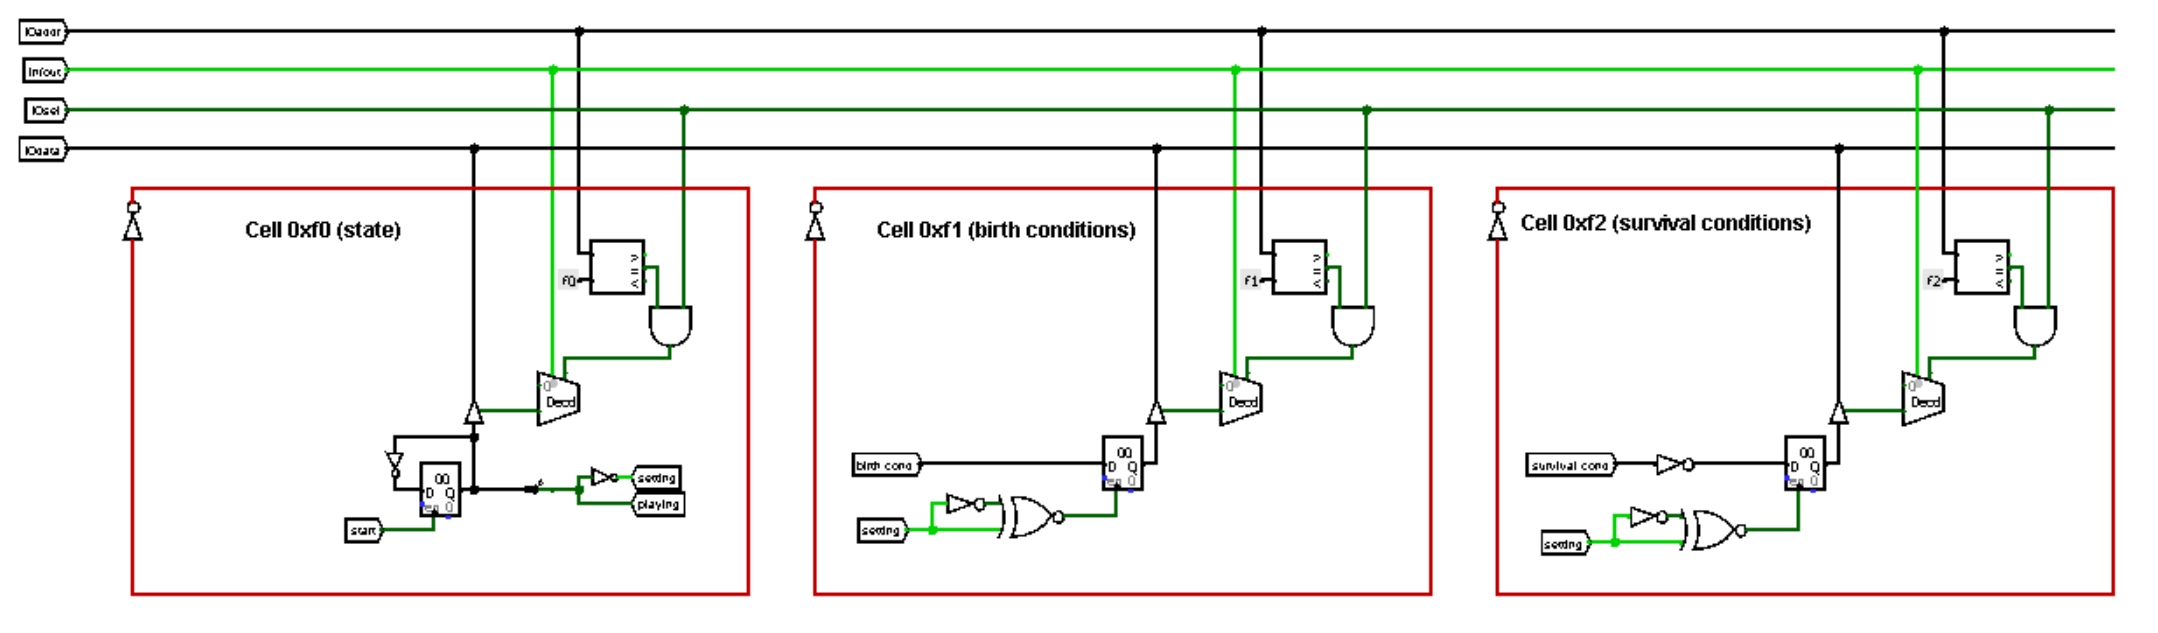 IOaddr
In/out
IOsel
IOdata
Cell 0xf0 (state)
>
=
<
f0
0
Decd
00
D Q
en Q
setting
playing
start
Cell 0xf1 (birth conditions)
>
=
<
f1
0
Decd
birth cond
00
D Q
en Q
setting
Cell 0xf2 (survival conditions)
>
=
<
f2
0
Decd
survival cond
00
D Q
en Q
setting